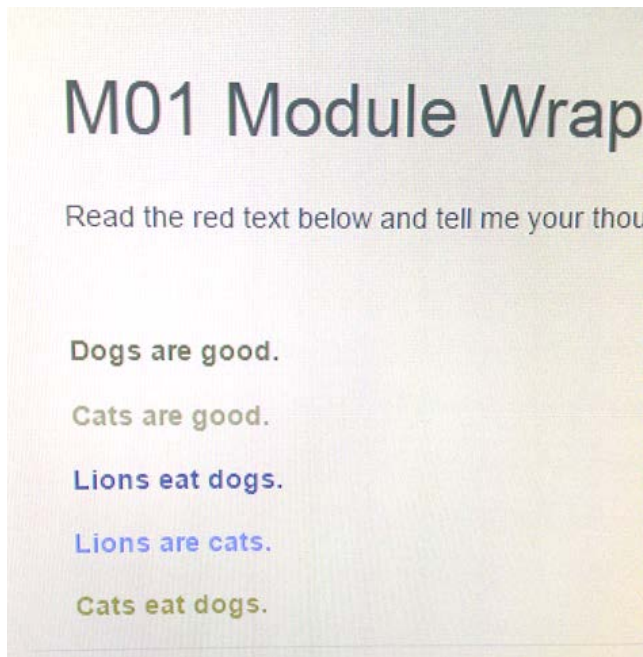 M01 Module Wrap
Read the red text below and tell me your thou
Dogs are good.
Cats are good.
Lions eat dogs.
Lions are cats.
Cats eat dogs.